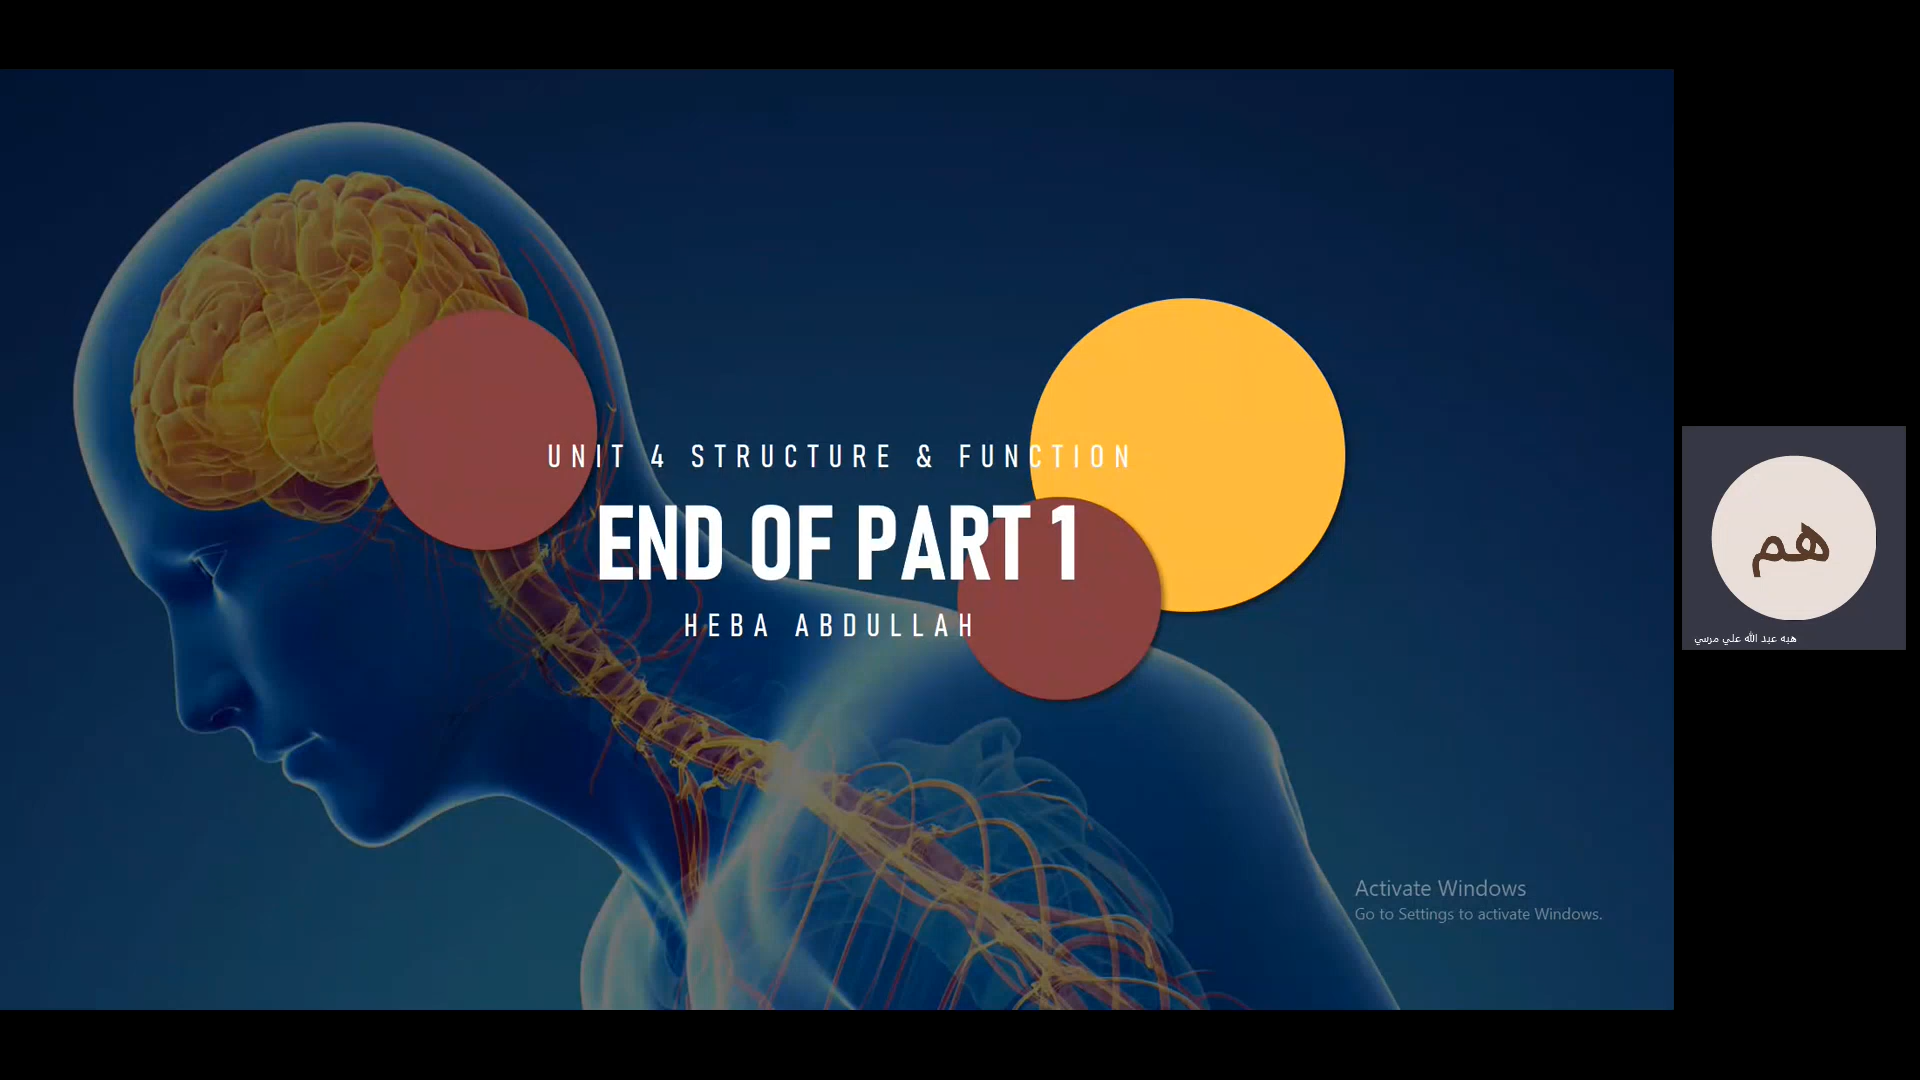 UNIT 4 STRUCTURE & FUNCTION
END OF PART 1
HEBA ABDULLAH
هم
هبه عبد الله علي مرسي
Activate Windows
Go to Settings to activate Windows.